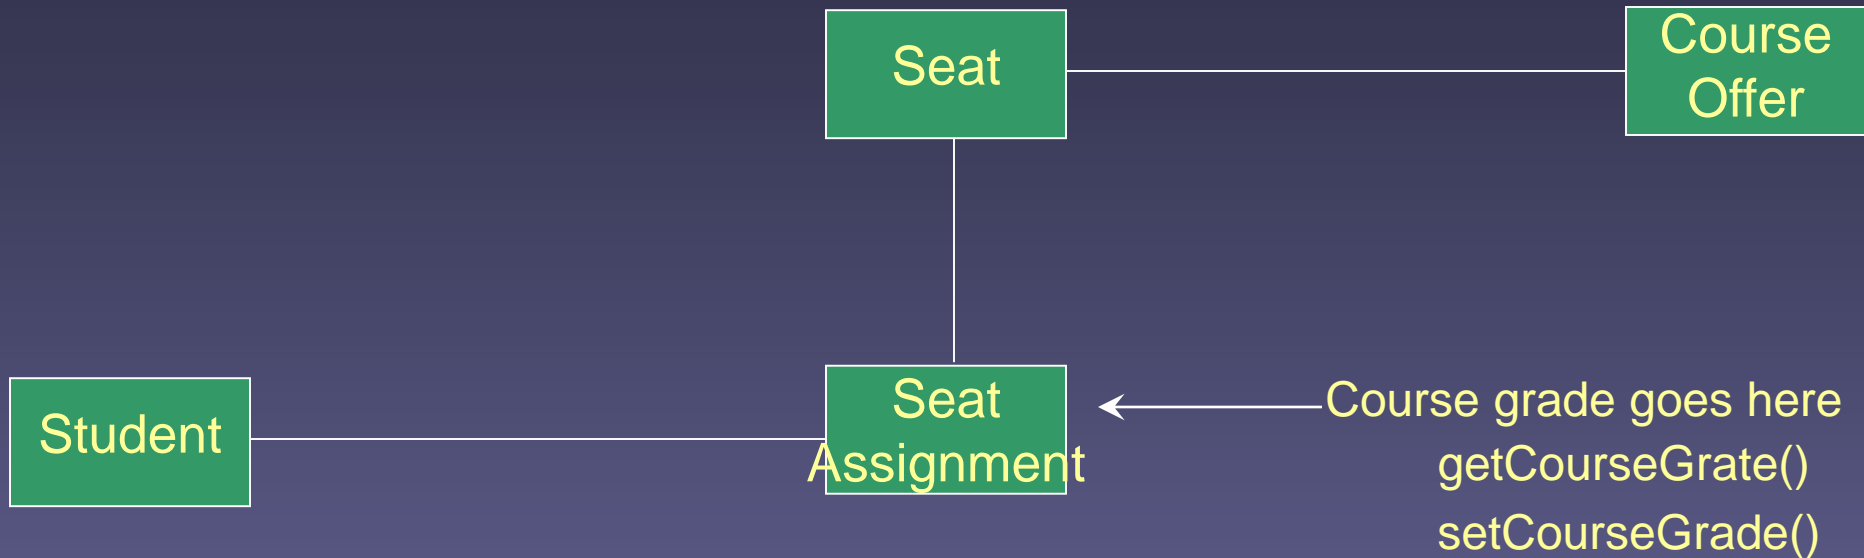 Seat
Course
Offer
Student
Seat
Assignment
Course grade goes here
getCourseGrate()
setCourseGrade()